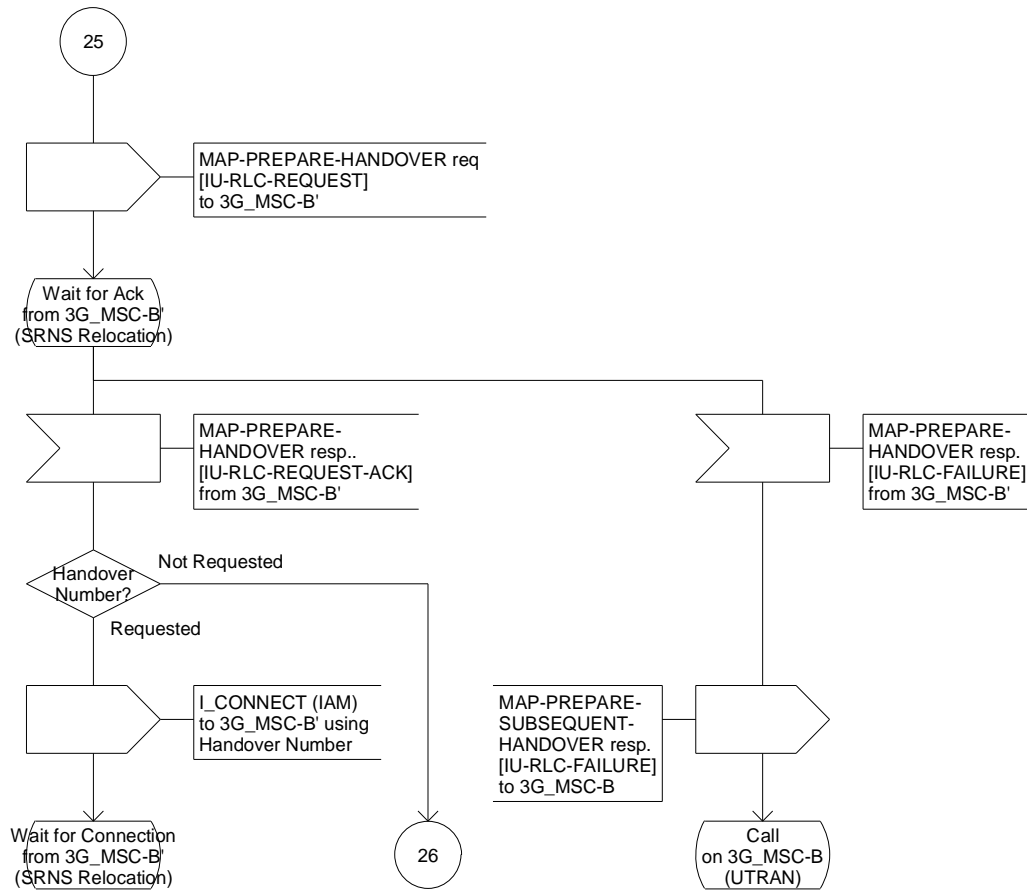 25
MAP-PREPARE-HANDOVER req
[IU-RLC-REQUEST]
to 3G_MSC-B'
Wait for Ack
from 3G_MSC-B'
(SRNS Relocation)
MAP-PREPARE-
HANDOVER resp..
[IU-RLC-REQUEST-ACK]
from 3G_MSC-B'
MAP-PREPARE-
HANDOVER resp.
[IU-RLC-FAILURE]
from 3G_MSC-B'
Handover
Number?
Not Requested
Requested
I_CONNECT (IAM)
to 3G_MSC-B' using
Handover Number
MAP-PREPARE-
SUBSEQUENT-
HANDOVER resp.
[IU-RLC-FAILURE]
to 3G_MSC-B
Wait for Connection
from 3G_MSC-B'
(SRNS Relocation)
26
Call
on 3G_MSC-B
(UTRAN)